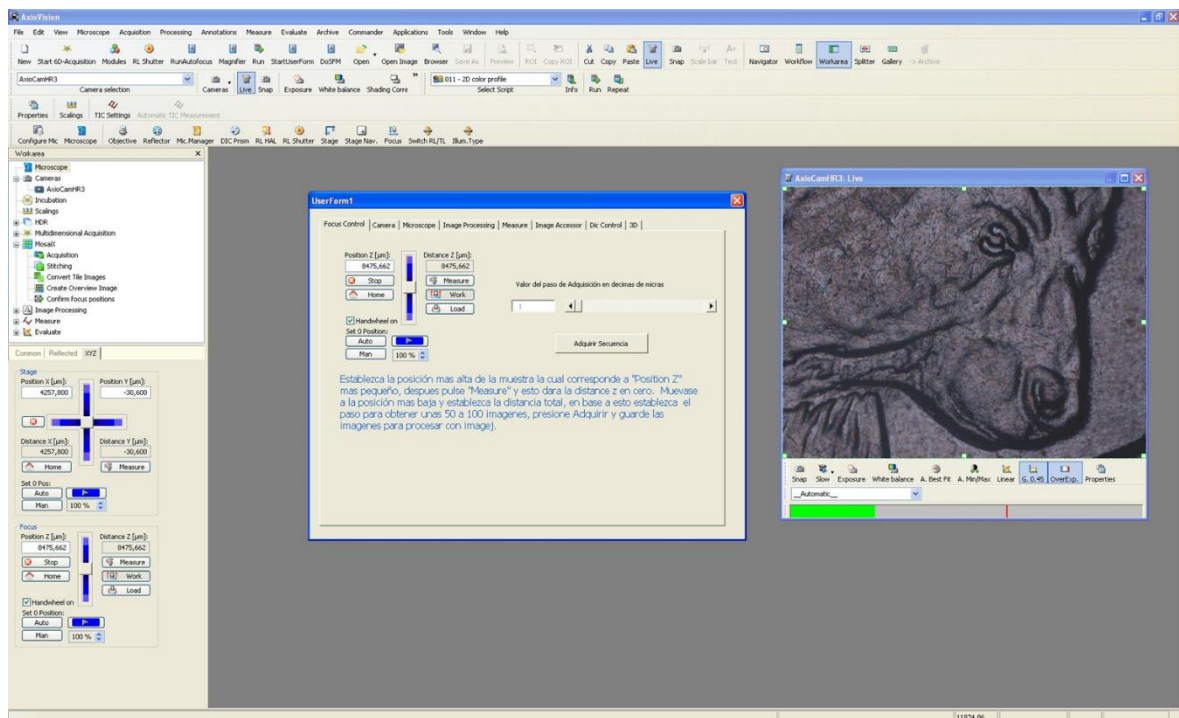 AxioVision
File Edit View Microscope Acquisition Processing Annotations Measure Evaluate Archive Commander Applications Tools Window Help
New Start 6D-Acquisition Modules RL Shutter RunAutofocus Magnifier Run StartUserForm DoSFM Open Open Image Browser Save As Preview ROI Copy ROI Cut Copy Paste Live Snap Scale bar Text Navigator Workflow Workarea Splitter Gallery -> Archive
AxioCamHR3
Camera selection
Cameras Live Snap Exposure White balance Shading Corre
011 - 2D color profile
Select Script
Info Run Repeat
Properties Scalings TIC Settings Automatic TIC Measurement
Configure Mic Microscope Objective Reflector Mic.Manager DIC Prism RL HAL RL Shutter Stage Stage Nav. Focus Switch RL/TL Illum.Type
Workarea
Microscope
Cameras
AxioCamHR3
Incubation
Scalings
HDR
Multidimensional Acquisition
MosaiX
Acquisition
Stitching
Convert Tile Images
Create Overview Image
Confirm focus positions
Image Processing
Measure
Evaluate
Common Reflected XYZ
Stage
Position X [µm]: Position Y [µm]:
4257,800 -30,600
Distance X [µm]: Distance Y [µm]:
4257,800 -30,600
Home Measure
Set 0 Pos:
Auto
Man 100 %
Focus
Position Z [µm]: Distance Z [µm]:
8475,662 8475,662
Stop Measure
Home Work
Load
Handwheel on
Set 0 Position:
Auto
Man 100 %
UserForm1
Focus Control Camera Microscope Image Processing Measure Image Accessor Dic Control 3D
Position Z [µm]: Distance Z [µm]:
8475,662 8475,662
Stop Measure
Home Work
Load
Handwheel on
Set 0 Position:
Auto
Man 100 %
Valor del paso de Adquisición en decimas de micras
1
Adquirir Secuencia
Establezca la posición mas alta de la muestra la cual corresponde a "Position Z"
mas pequeño, despues pulse "Measure" y esto dara la distance z en cero. Muevase
a la posición mas baja y establezca la distancia total, en base a esto establezca el
paso para obtener unas 50 a 100 imagenes, presione Adquirir y guarde las
imagenes para procesar con imageJ.
AxioCamHR3: Live
Snap Slow Exposure White balance A. Best Fit A. Min/Max Linear G. 0.45 OverExp. Properties
__Automatic__